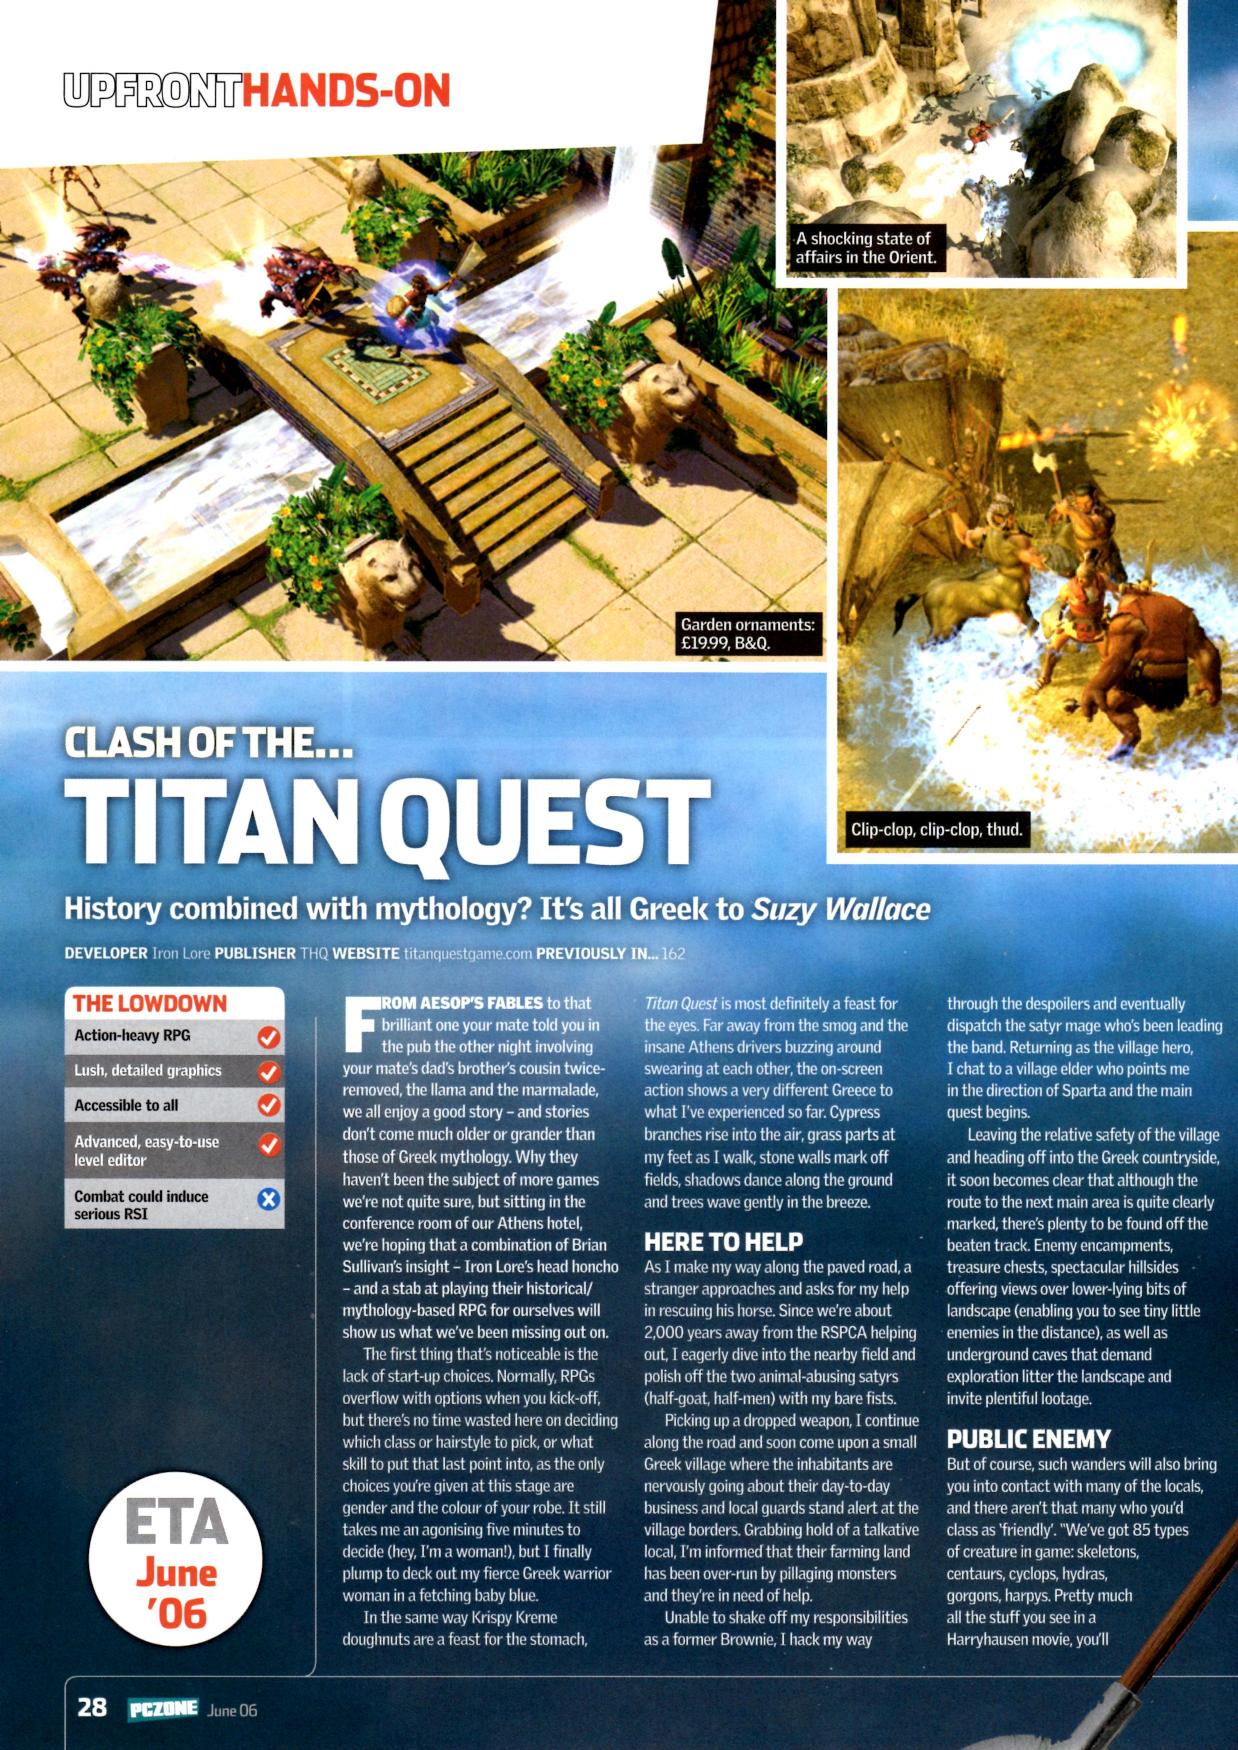 UPFRONTHANDS-ON
A shocking state of
affairs in the Orient.
Garden ornaments:
£19.99, B&Q.
Clip-clop, clip-clop, thud.
CLASH OF THE...
TITAN QUEST
History combined with mythology? It's all Greek to Suzy Wallace
DEVELOPER Iron Lore PUBLISHER THQ WEBSITE titanquestgame.com PREVIOUSLY IN... 162
THE LOWDOWN
Action-heavy RPG
Lush, detailed graphics
Accessible to all
Advanced, easy-to-use
level editor
Combat could induce
serious RSI
ETA
June
'06
FROM AESOP'S FABLES to that
brilliant one your mate told you in
the pub the other night involving
your mate's dad's brother's cousin twice-
removed, the llama and the marmalade,
we all enjoy a good story – and stories
don't come much older or grander than
those of Greek mythology. Why they
haven't been the subject of more games
we're not quite sure, but sitting in the
conference room of our Athens hotel,
we're hoping that a combination of Brian
Sullivan's insight – Iron Lore's head honcho
– and a stab at playing their historical/
mythology-based RPG for ourselves will
show us what we've been missing out on.
The first thing that's noticeable is the
lack of start-up choices. Normally, RPGs
overflow with options when you kick-off,
but there's no time wasted here on deciding
which class or hairstyle to pick, or what
skill to put that last point into, as the only
choices you're given at this stage are
gender and the colour of your robe. It still
takes me an agonising five minutes to
decide (hey, I'm a woman!), but I finally
plump to deck out my fierce Greek warrior
woman in a fetching baby blue.
In the same way Krispy Kreme
doughnuts are a feast for the stomach,
Titan Quest is most definitely a feast for
the eyes. Far away from the smog and the
insane Athens drivers buzzing around
swearing at each other, the on-screen
action shows a very different Greece to
what I've experienced so far. Cypress
branches rise into the air, grass parts at
my feet as I walk, stone walls mark off
fields, shadows dance along the ground
and trees wave gently in the breeze.
HERE TO HELP
As I make my way along the paved road, a
stranger approaches and asks for my help
in rescuing his horse. Since we're about
2,000 years away from the RSPCA helping
out, I eagerly dive into the nearby field and
polish off the two animal-abusing satyrs
(half-goat, half-men) with my bare fists.
Picking up a dropped weapon, I continue
along the road and soon come upon a small
Greek village where the inhabitants are
nervously going about their day-to-day
business and local guards stand alert at the
village borders. Grabbing hold of a talkative
local, I'm informed that their farming land
has been over-run by pillaging monsters
and they're in need of help.
Unable to shake off my responsibilities
as a former Brownie, I hack my way
through the despoilers and eventually
dispatch the satyr mage who's been leading
the band. Returning as the village hero,
I chat to a village elder who points me
in the direction of Sparta and the main
quest begins.
Leaving the relative safety of the village
and heading off into the Greek countryside,
it soon becomes clear that although the
route to the next main area is quite clearly
marked, there's plenty to be found off the
beaten track. Enemy encampments,
treasure chests, spectacular hillsides
offering views over lower-lying bits of
landscape (enabling you to see tiny little
enemies in the distance), as well as
underground caves that demand
exploration litter the landscape and
invite plentiful lootage.
PUBLIC ENEMY
But of course, such wanders will also bring
you into contact with many of the locals,
and there aren't that many who you'd
class as 'friendly'. "We've got 85 types
of creature in game: skeletons,
centaurs, cyclops, hydras,
gorgons, harpys. Pretty much
all the stuff you see in a
Harryhausen movie, you'll
28 PCZONE June 06